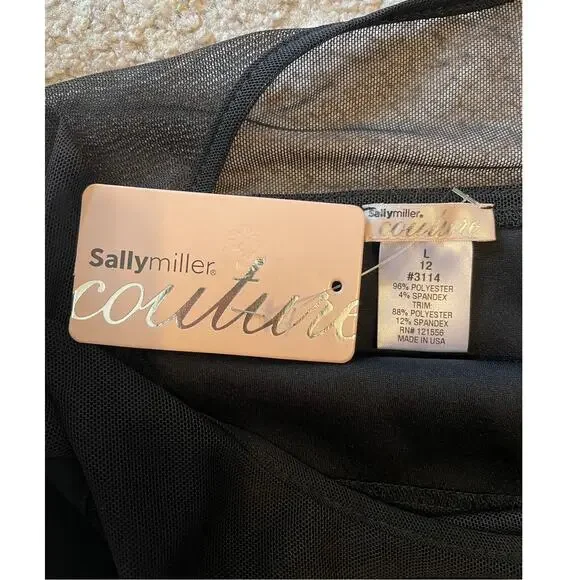 Sallymiller®
couture
Sallymiller®
couture
L
12
#3114
96% POLYESTER
4% SPANDEX
TRIM:
88% POLYESTER
12% SPANDEX
RN# 121556
MADE IN USA